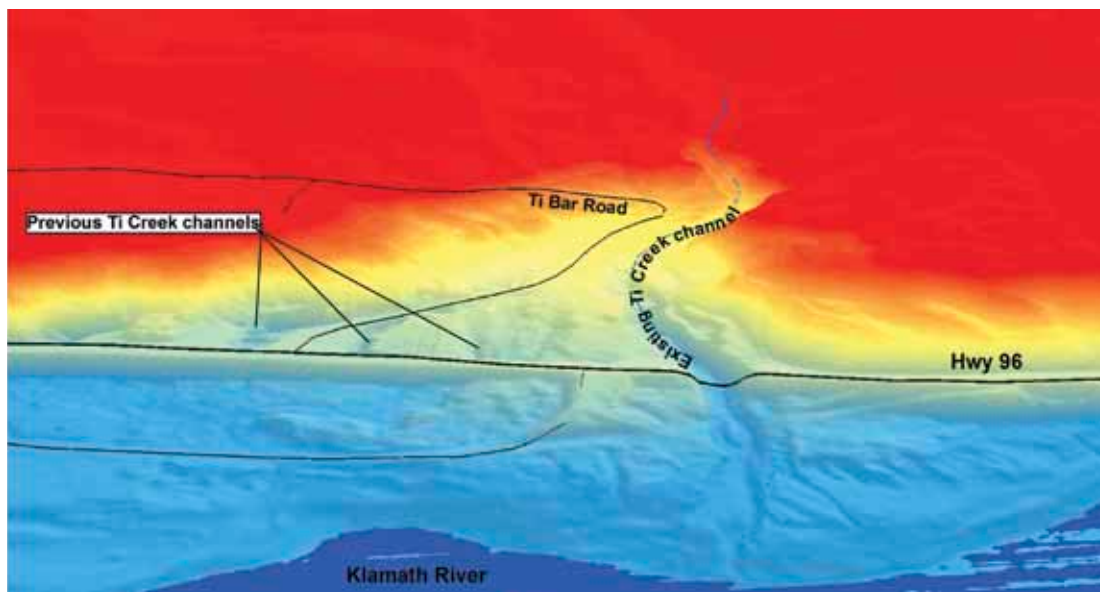 Ti Bar Road
Previous Ti Creek channels
Existing Ti Creek channel
Hwy 96
Klamath River